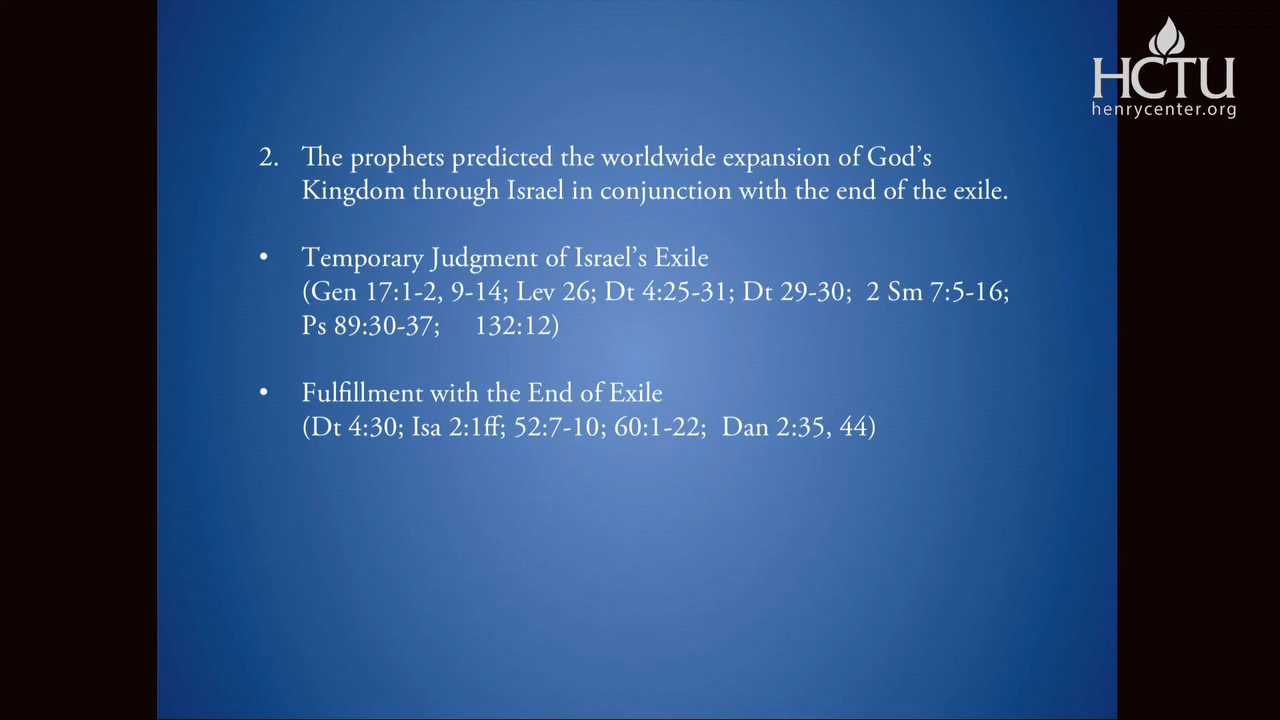 HCTU
henrycenter.org
2. The prophets predicted the worldwide expansion of God’s
Kingdom through Israel in conjunction with the end of the exile.
• Temporary Judgment of Israel’s Exile
(Gen 17:1-2, 9-14; Lev 26; Dt 4:25-31; Dt 29-30; 2 Sm 7:5-16;
Ps 89:30-37; 132:12)
• Fulfillment with the End of Exile
(Dt 4:30; Isa 2:1ff; 52:7-10; 60:1-22; Dan 2:35, 44)